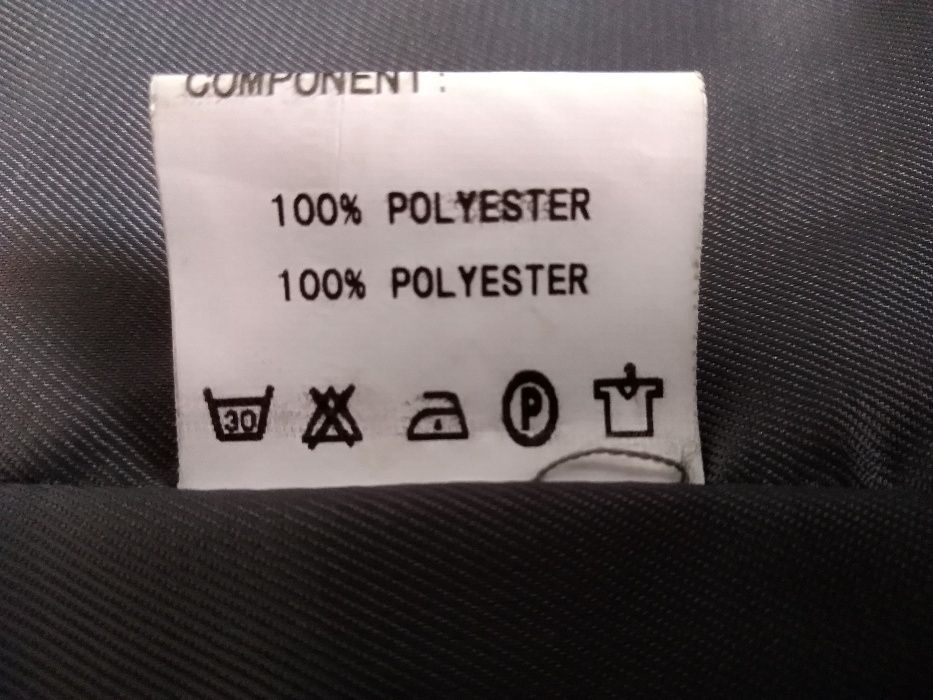 COMPONENT:
100% POLYESTER
100% POLYESTER
30 P